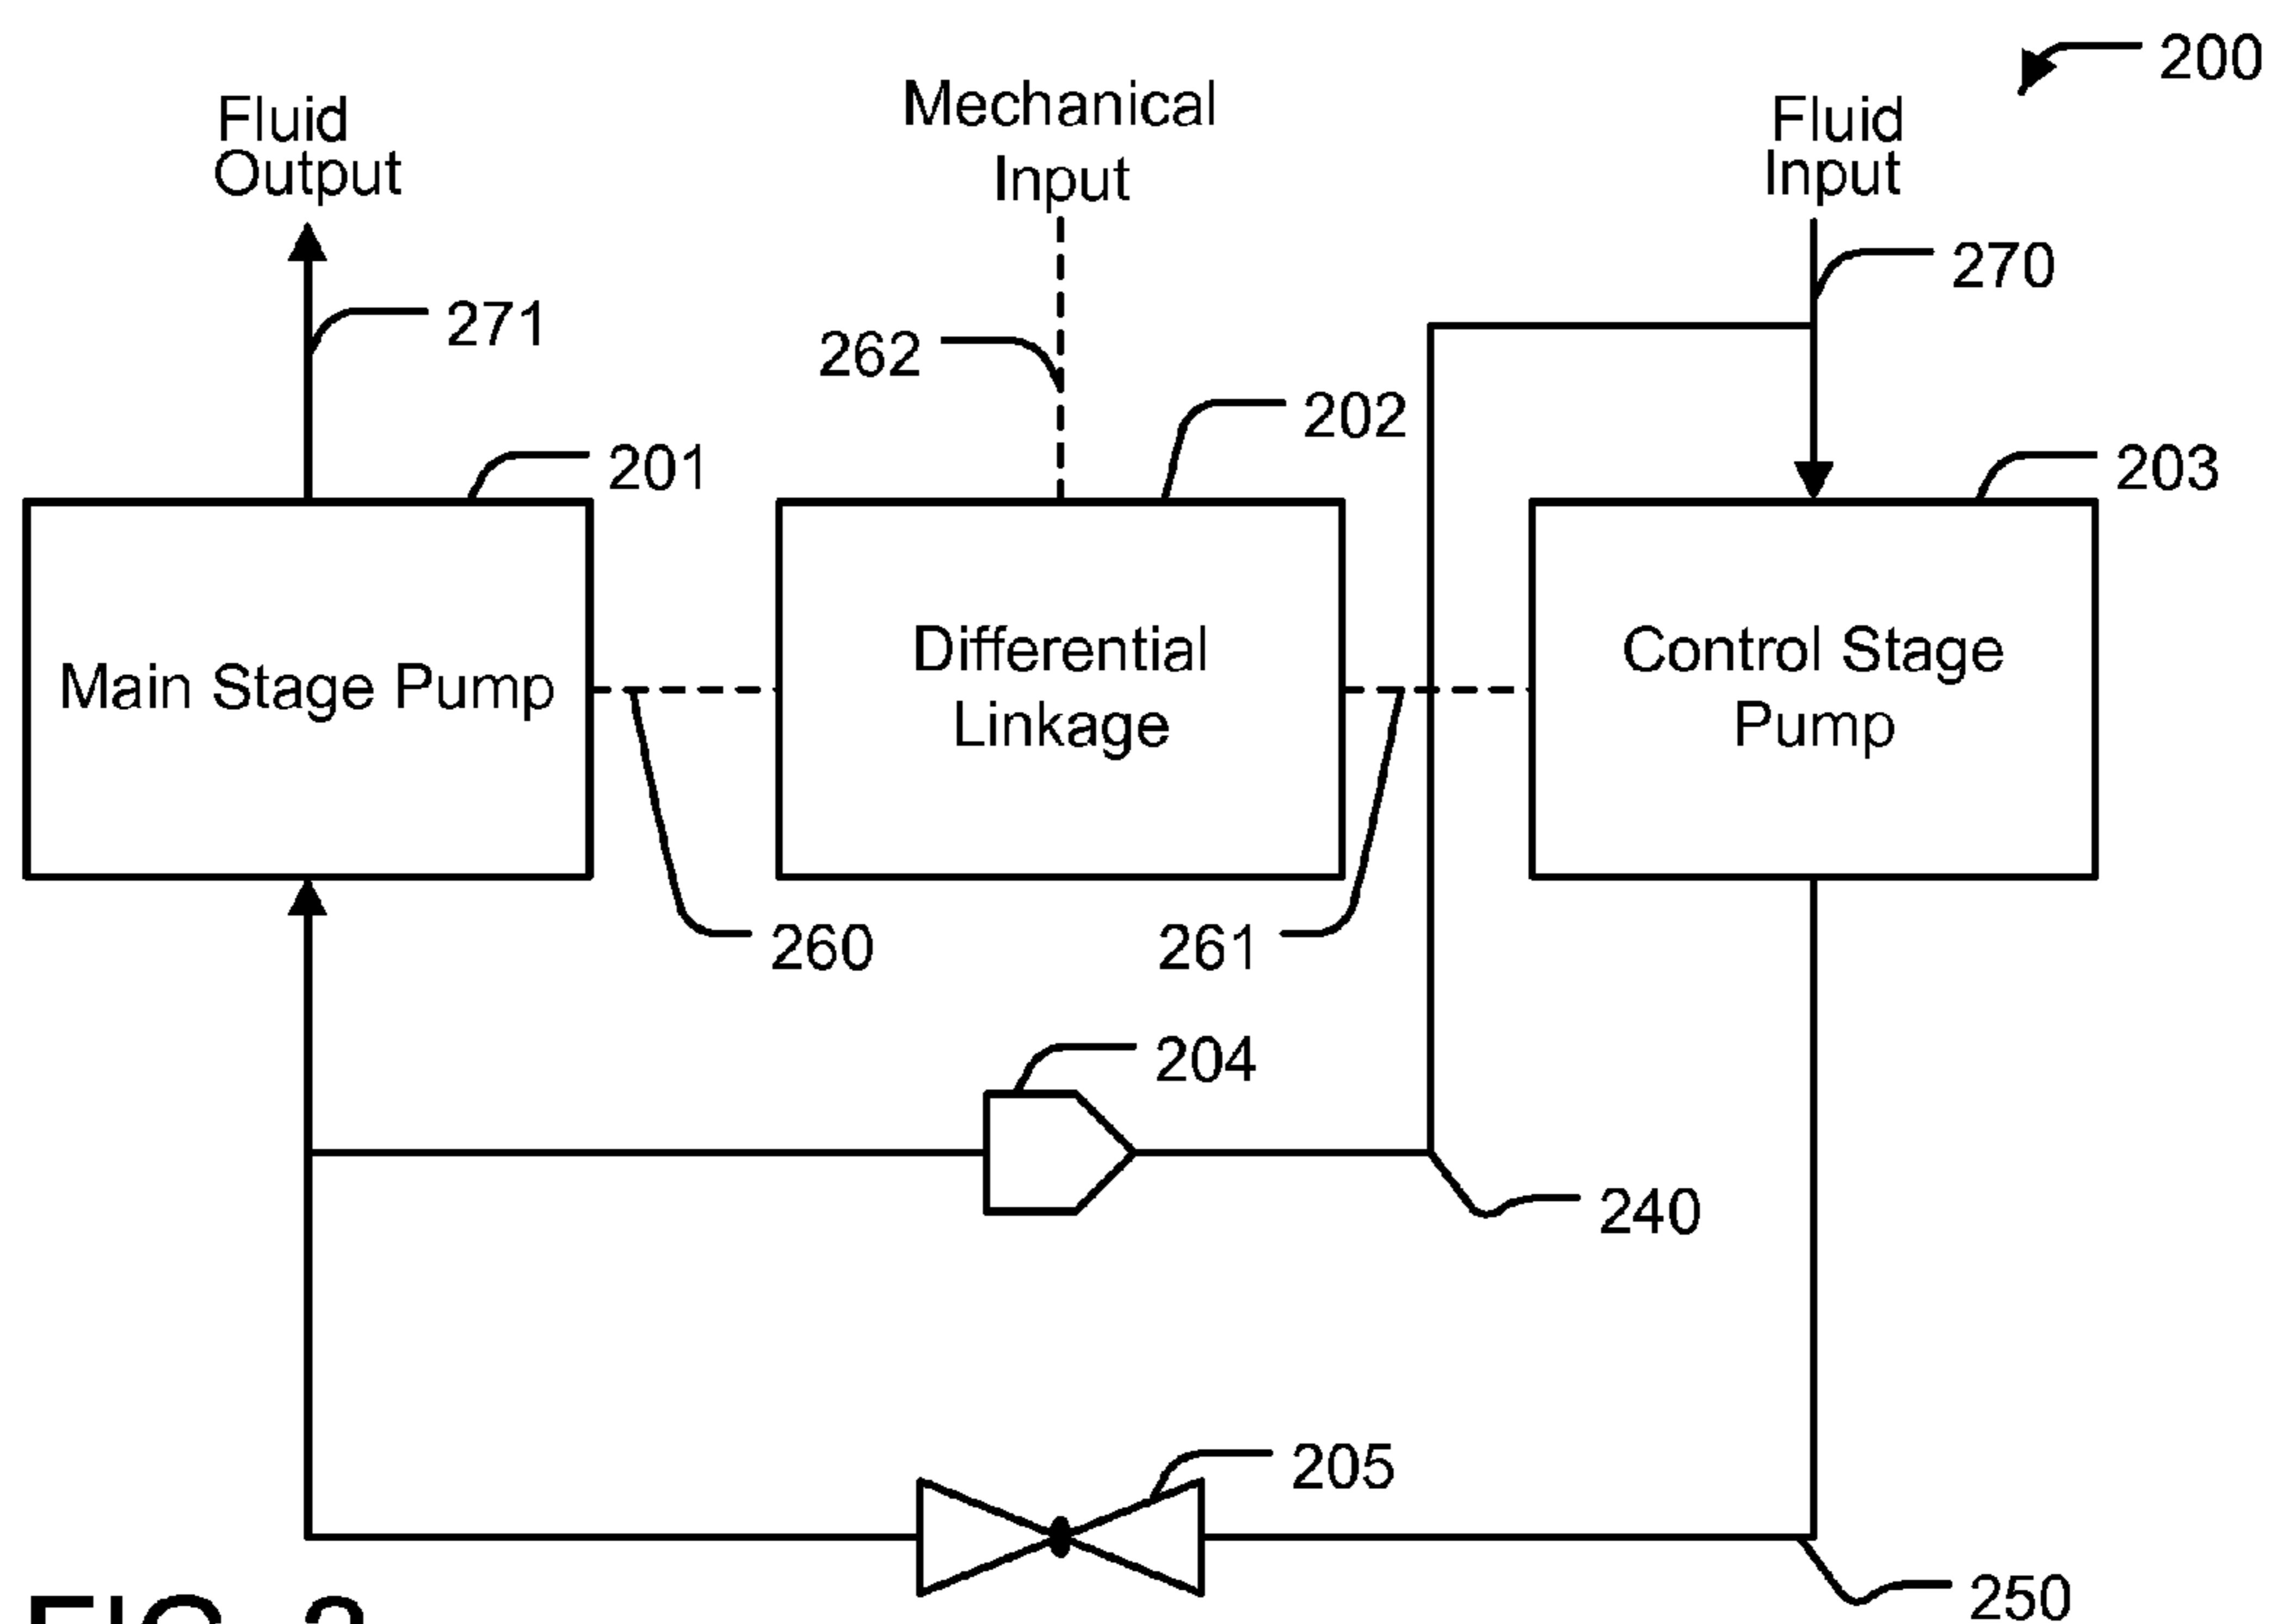 200
Fluid
Output
Mechanical
Input
Fluid
Input
270
271
262
202
201
203
Main Stage Pump
Differential
Linkage
Control Stage
Pump
260
261
204
240
205
250